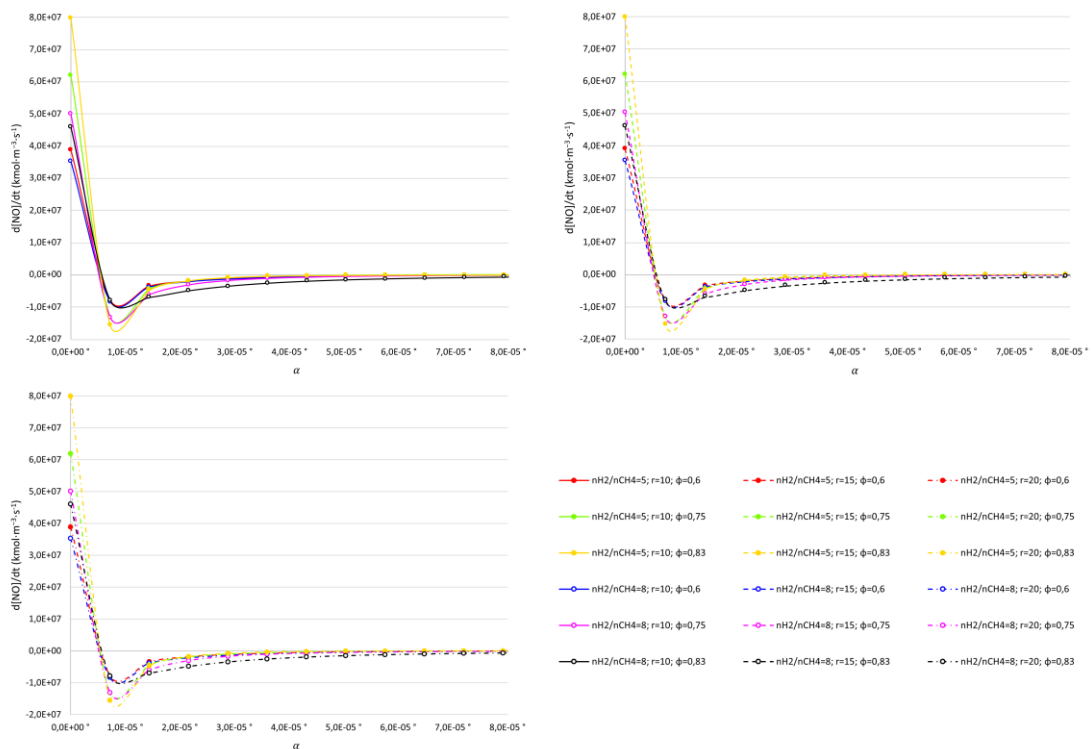 8,0E+07
7,0E+07
6,0E+07
5,0E+07
4,0E+07
3,0E+07
2,0E+07
1,0E+07
0,0E+00
-1,0E+07
-2,0E+07
d[NO]/dt (kmol·m⁻³·s⁻¹)
0,0E+00 ° 1,0E-05 ° 2,0E-05 ° 3,0E-05 ° 4,0E-05 ° 5,0E-05 ° 6,0E-05 ° 7,0E-05 ° 8,0E-05 °
α
8,0E+07
7,0E+07
6,0E+07
5,0E+07
4,0E+07
3,0E+07
2,0E+07
1,0E+07
0,0E+00
-1,0E+07
-2,0E+07
d[NO]/dt (kmol·m⁻³·s⁻¹)
0,0E+00 ° 1,0E-05 ° 2,0E-05 ° 3,0E-05 ° 4,0E-05 ° 5,0E-05 ° 6,0E-05 ° 7,0E-05 ° 8,0E-05 °
α
8,0E+07
7,0E+07
6,0E+07
5,0E+07
4,0E+07
3,0E+07
2,0E+07
1,0E+07
0,0E+00
-1,0E+07
-2,0E+07
d[NO]/dt (kmol·m⁻³·s⁻¹)
0,0E+00 ° 1,0E-05 ° 2,0E-05 ° 3,0E-05 ° 4,0E-05 ° 5,0E-05 ° 6,0E-05 ° 7,0E-05 ° 8,0E-05 °
α
nH2/nCH4=5; r=10; ф=0,6 nH2/nCH4=5; r=15; ф=0,6 nH2/nCH4=5; r=20; ф=0,6
nH2/nCH4=5; r=10; ф=0,75 nH2/nCH4=5; r=15; ф=0,75 nH2/nCH4=5; r=20; ф=0,75
nH2/nCH4=5; r=10; ф=0,83 nH2/nCH4=5; r=15; ф=0,83 nH2/nCH4=5; r=20; ф=0,83
nH2/nCH4=8; r=10; ф=0,6 nH2/nCH4=8; r=15; ф=0,6 nH2/nCH4=8; r=20; ф=0,6
nH2/nCH4=8; r=10; ф=0,75 nH2/nCH4=8; r=15; ф=0,75 nH2/nCH4=8; r=20; ф=0,75
nH2/nCH4=8; r=10; ф=0,83 nH2/nCH4=8; r=15; ф=0,83 nH2/nCH4=8; r=20; ф=0,83